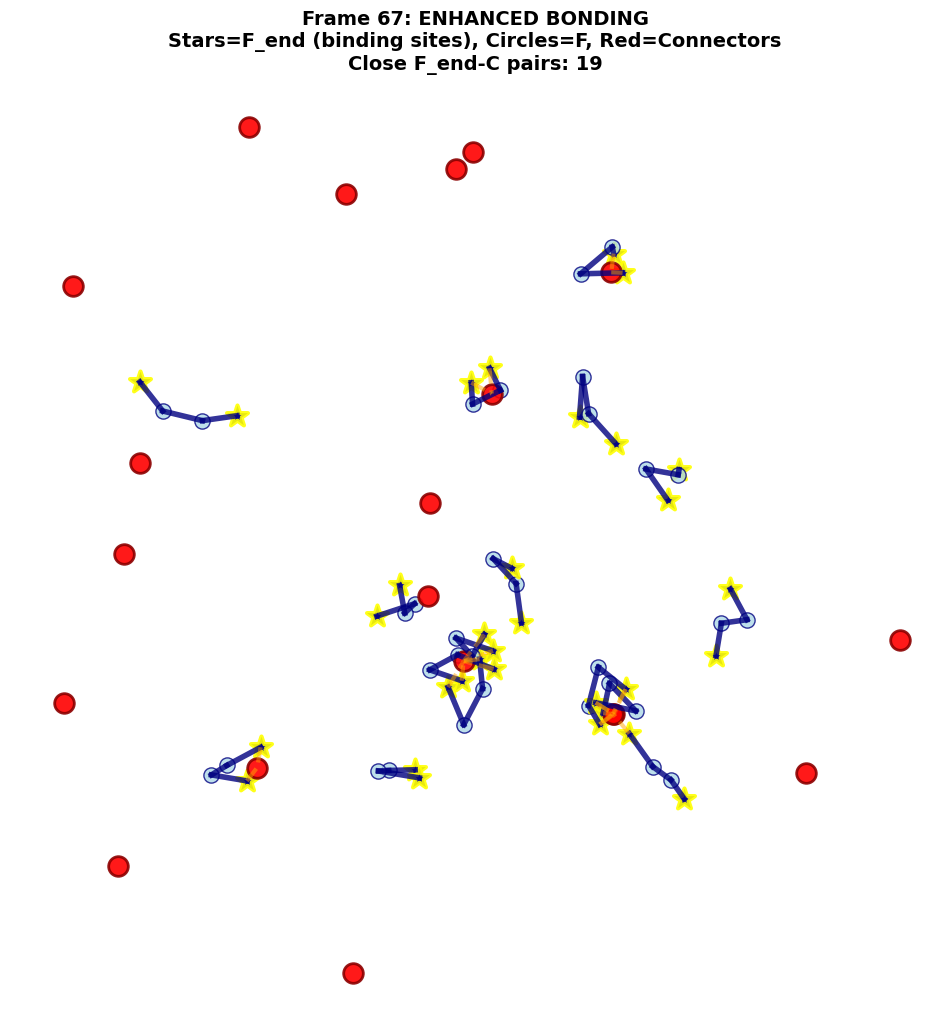 Frame 67: ENHANCED BONDING
Stars=F_end (binding sites), Circles=F, Red=Connectors
Close F_end-C pairs: 19